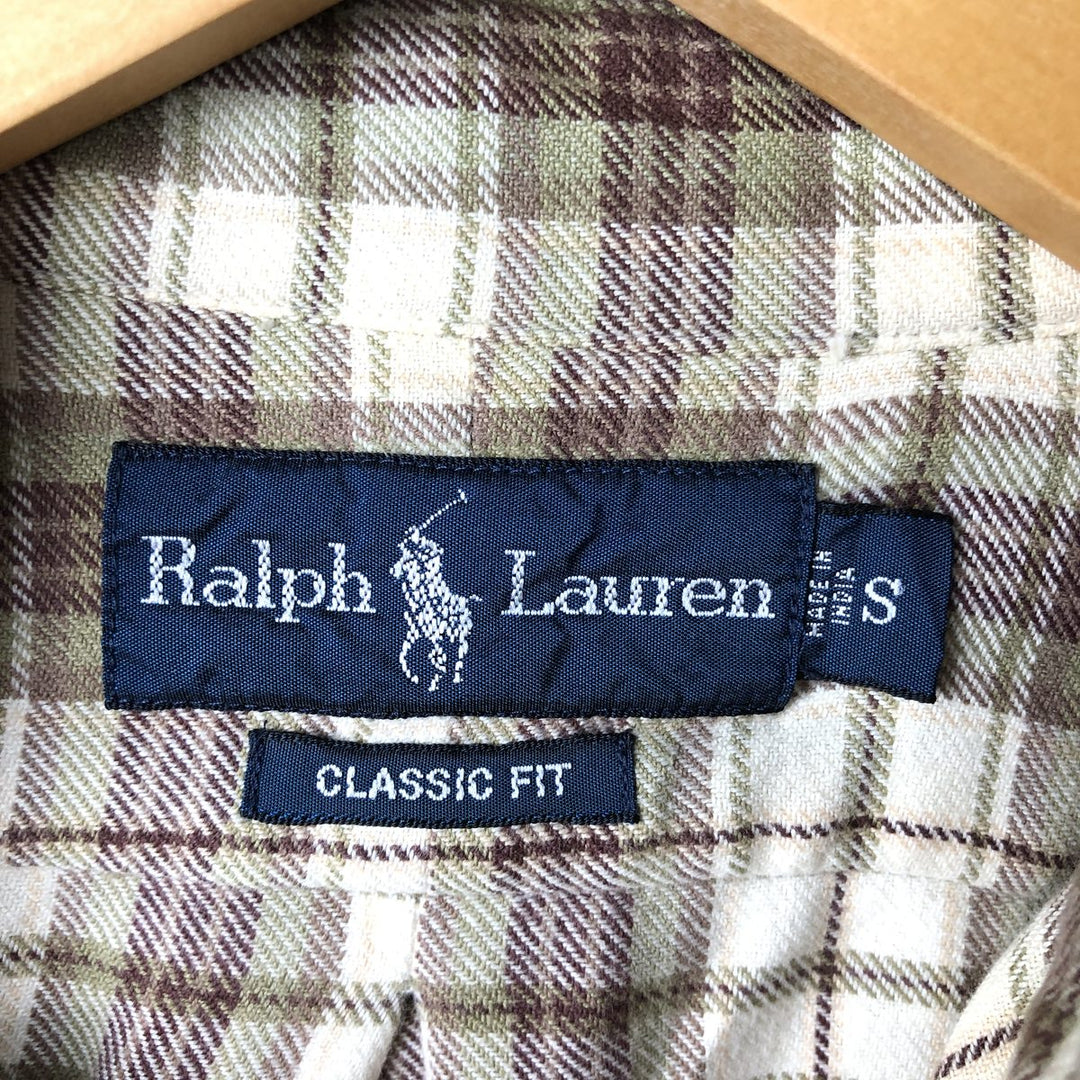 Ralph Lauren
MADE IN
INDIA
S
CLASSIC FIT